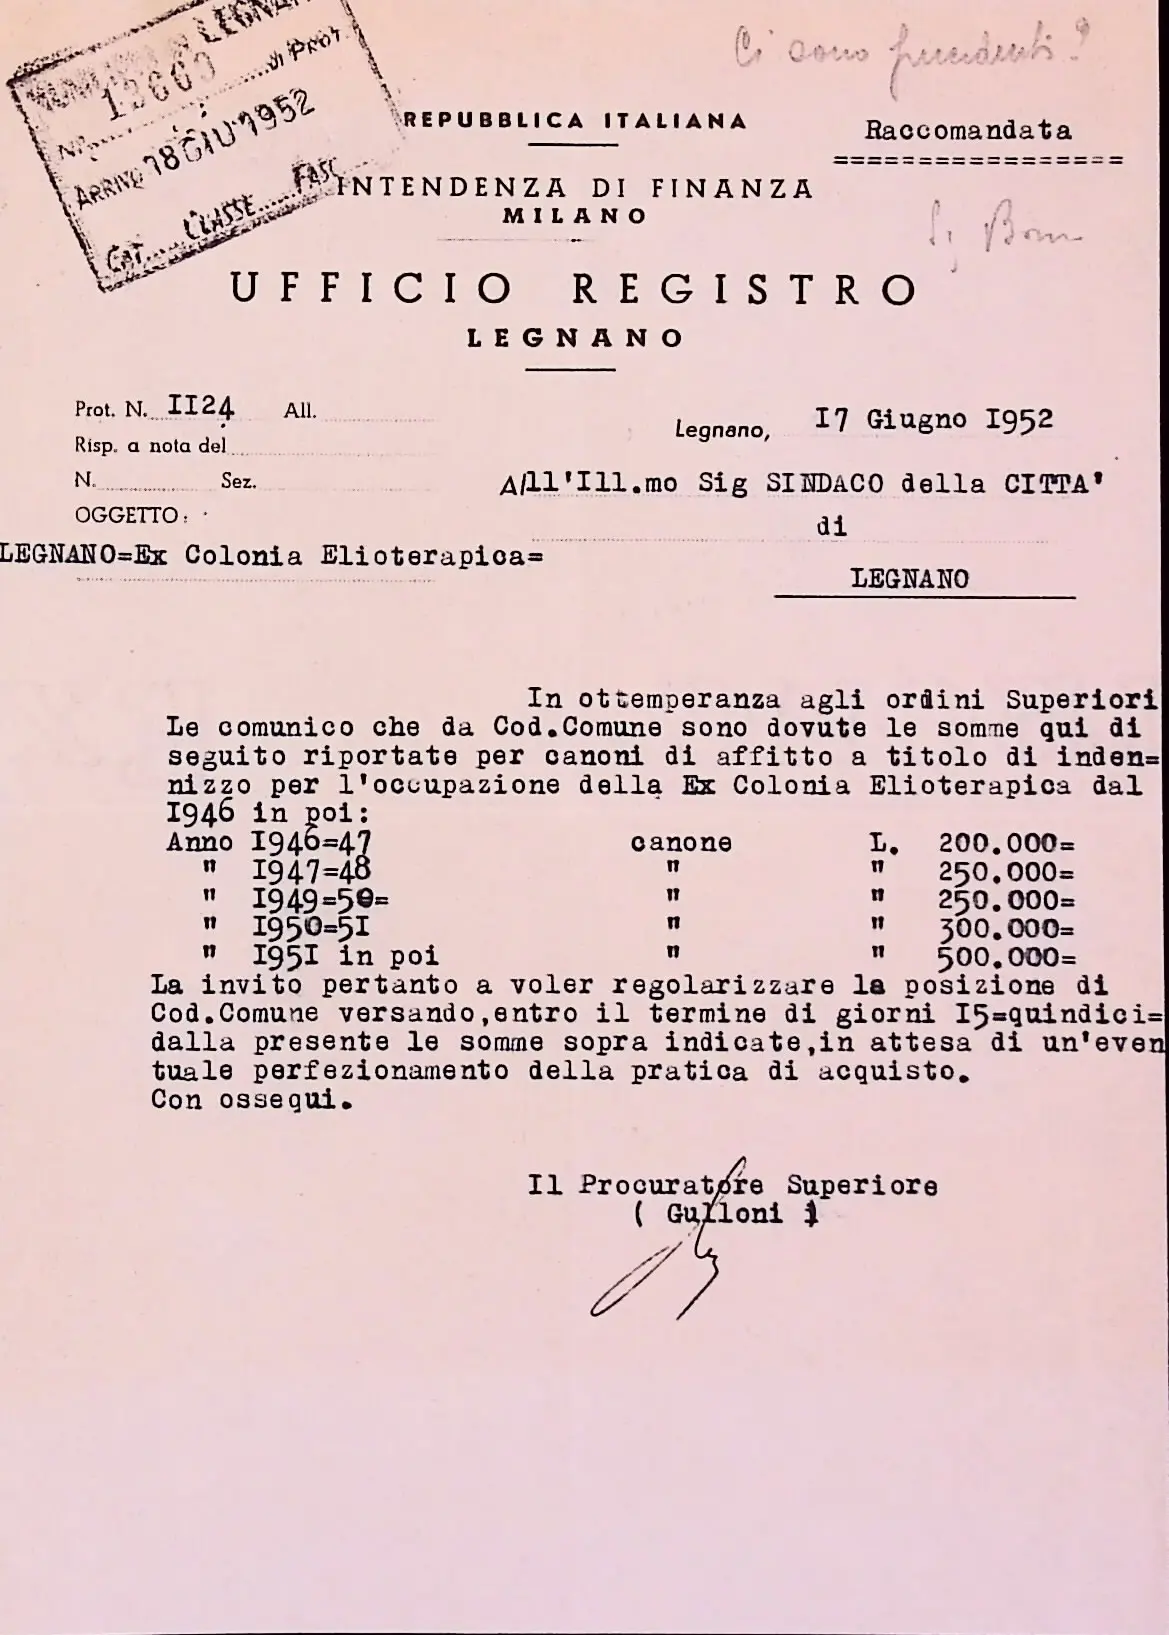 Ci sono precedenti?
MUNICIPIO DI LEGNANO
N. 13665 di Prot.
ARRIVO 18 GIU 1952
CAT. CLASSE FASC.
REPUBBLICA ITALIANA
Raccomandata
=================
INTENDENZA DI FINANZA
MILANO
UFFICIO REGISTRO
LEGNANO
Prot. N. II24 All.
Legnano, I7 Giugno I952
Risp. a nota del
N. Sez.
All'Ill.mo Sig SINDACO della CITTA'
OGGETTO:
di
LEGNANO=Ex Colonia Elioterapica=
LEGNANO
In ottemperanza agli ordini Superiori
Le comunico che da Cod.Comune sono dovute le somme qui di
seguito riportate per canoni di affitto a titolo di inden=
nizzo per l'occupazione della Ex Colonia Elioterapica dal
I946 in poi:
Anno I946=47 canone L. 200.000=
" I947=48 " " 250.000=
" I949=50= " " 250.000=
" I950=5I " " 300.000=
" I95I in poi " " 500.000=
La invito pertanto a voler regolarizzare la posizione di
Cod.Comune versando,entro il termine di giorni I5=quindici=
dalla presente le somme sopra indicate,in attesa di un'even
tuale perfezionamento della pratica di acquisto.
Con ossequi.
Il Procuratore Superiore
( Gulloni )